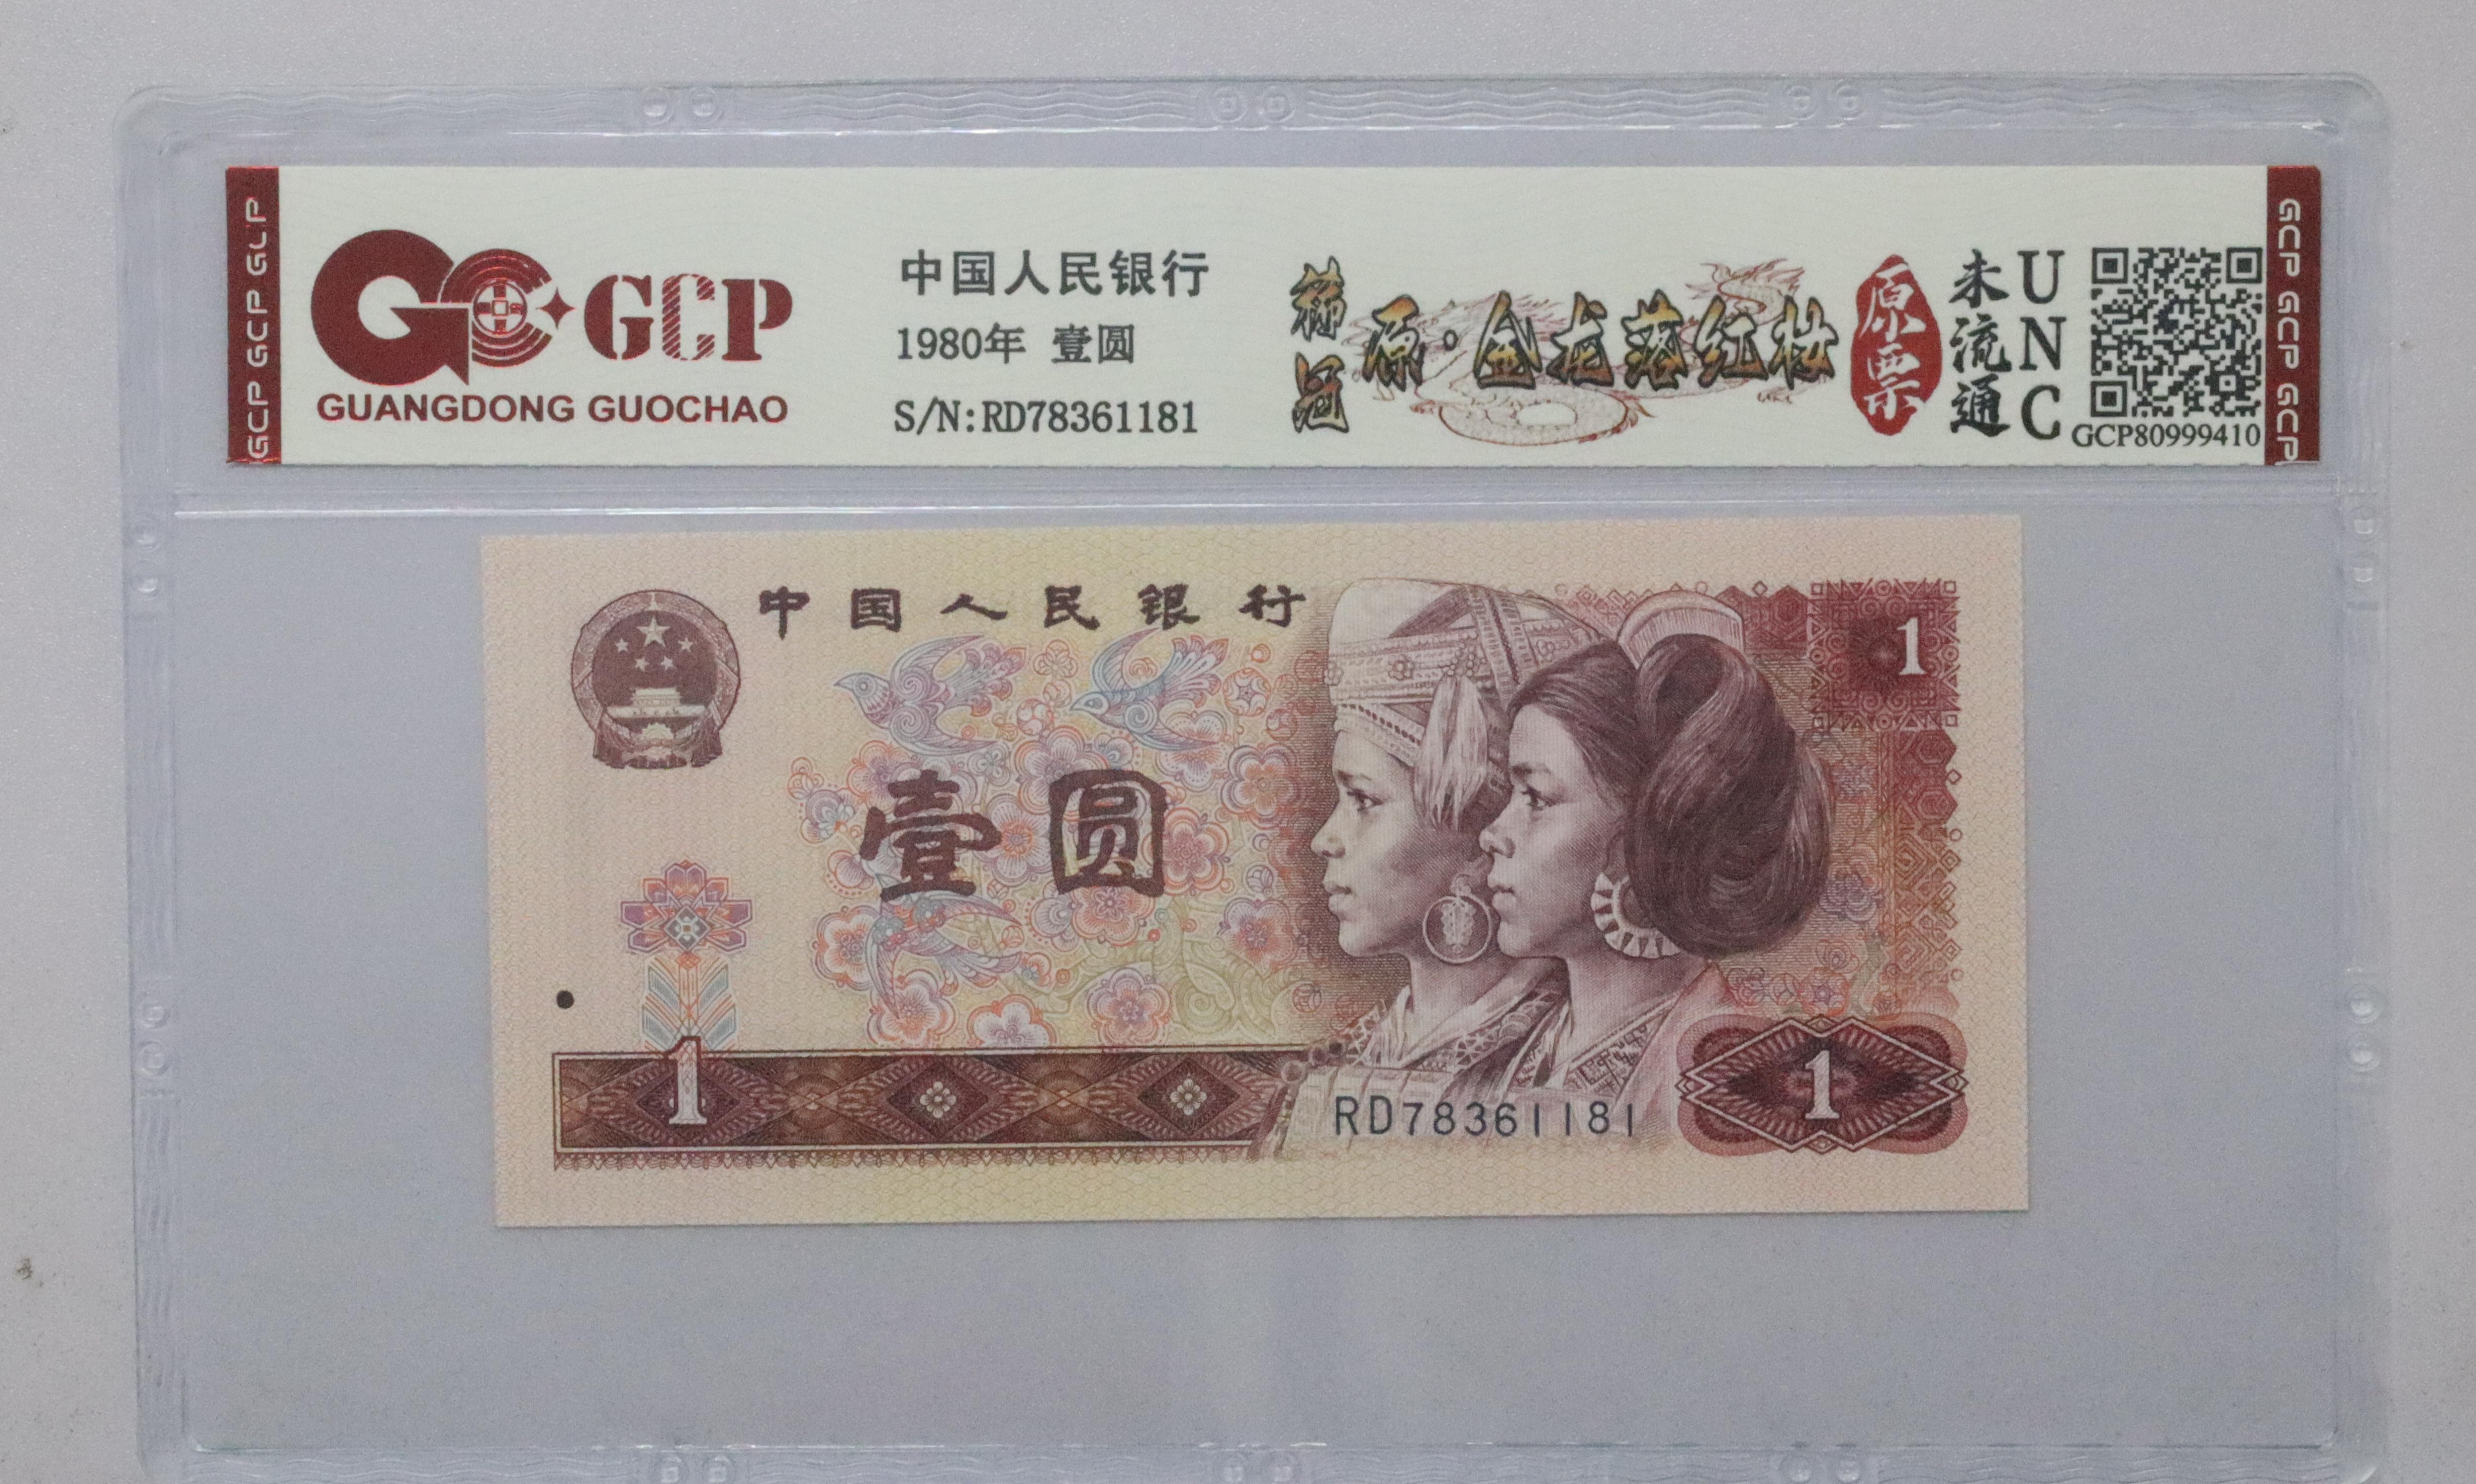 GCP GCP GCP
GCP
GUANGDONG GUOCHAO
中国人民银行
1980年 壹圆
S/N:RD78361181
冠
原·金龙落红妆
原票
未流通
UNC
GCP80999410
GCP GCP GCP
中国人民银行
1
壹圆
1
RD78361181
1